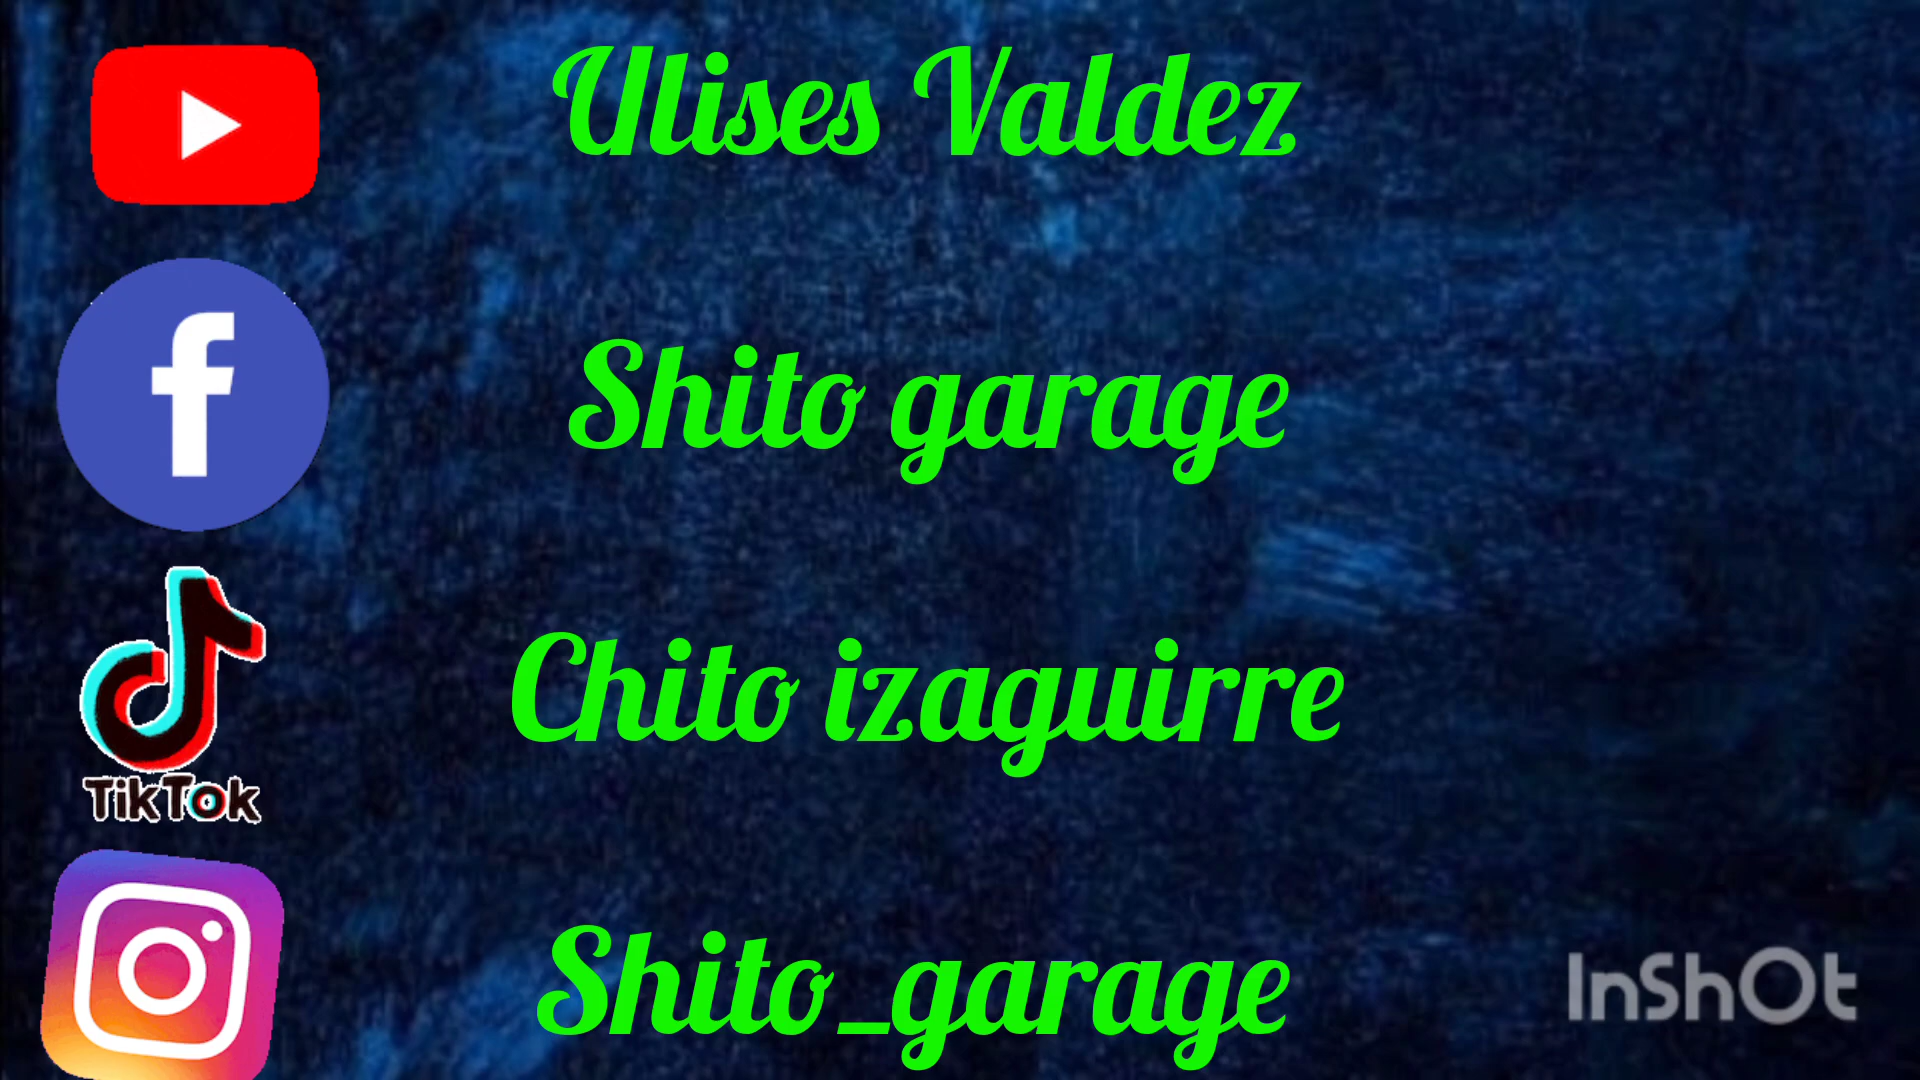 Ulises Valdez
Shito garage
TikTok
Chito izaguirre
Shito_garage
InShOt